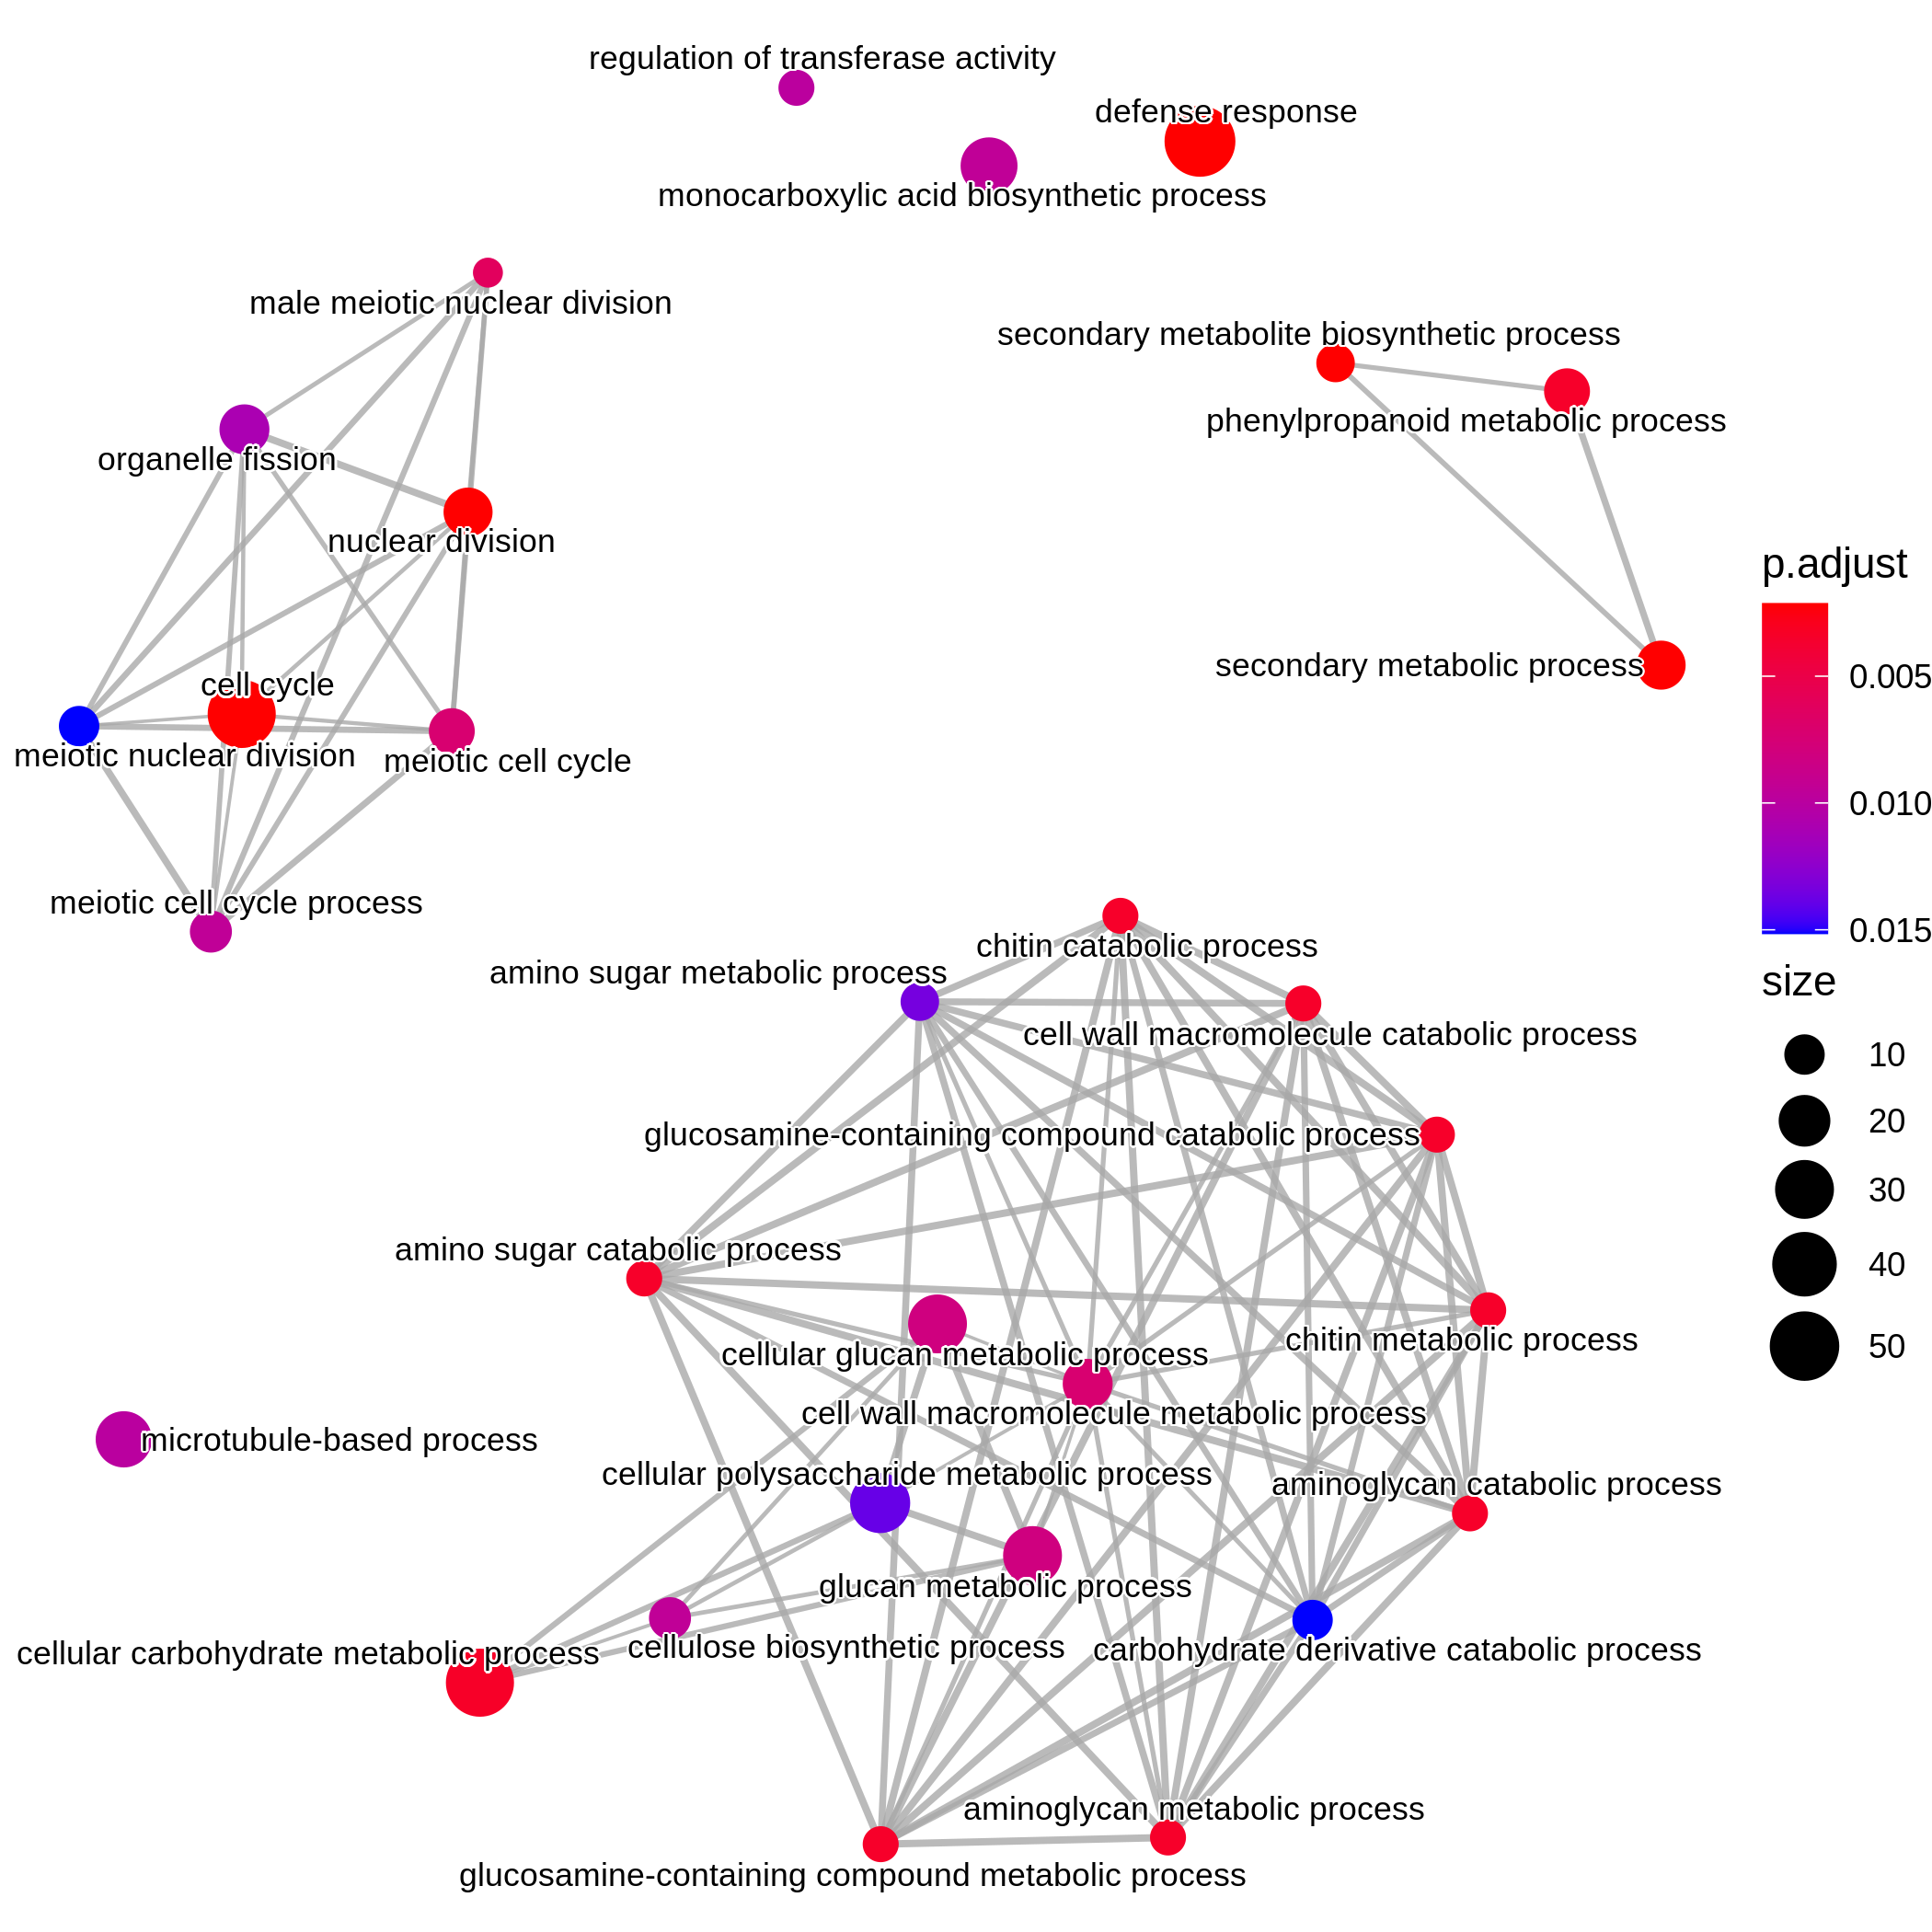 regulation of transferase activity
defense response
monocarboxylic acid biosynthetic process
male meiotic nuclear division
secondary metabolite biosynthetic process
phenylpropanoid metabolic process
organelle fission
nuclear division
p.adjust
secondary metabolic process
0.005
cell cycle
meiotic nuclear division
meiotic cell cycle
0.010
meiotic cell cycle process
0.015
chitin catabolic process
amino sugar metabolic process
size
cell wall macromolecule catabolic process
10
20
glucosamine-containing compound catabolic process
30
amino sugar catabolic process
40
chitin metabolic process
50
cellular glucan metabolic process
cell wall macromolecule metabolic process
microtubule-based process
cellular polysaccharide metabolic process
aminoglycan catabolic process
glucan metabolic process
cellulose biosynthetic process
carbohydrate derivative catabolic process
cellular carbohydrate metabolic process
aminoglycan metabolic process
glucosamine-containing compound metabolic process